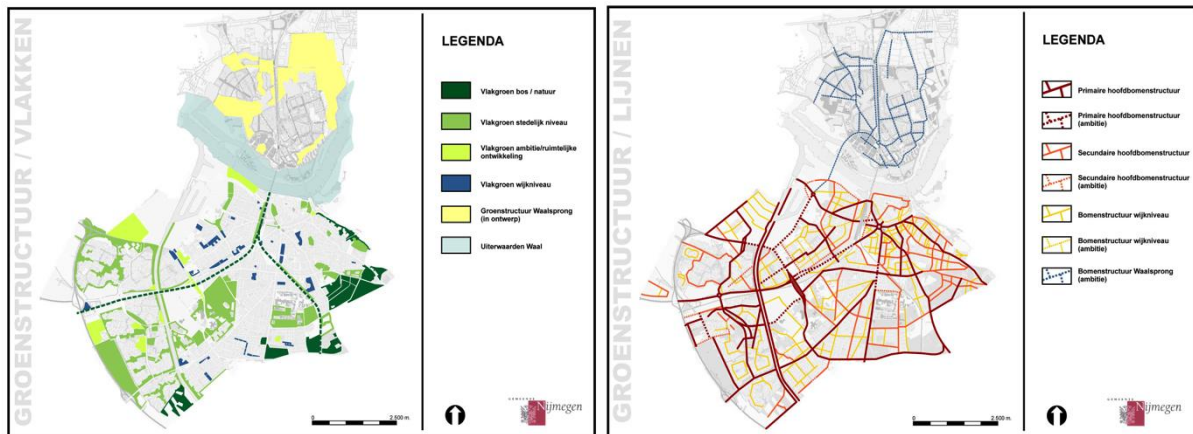 GROENSTRUCTUUR / VLAKKEN
LEGENDA
Vlakgroen bos / natuur
Vlakgroen stedelijk niveau
Vlakgroen ambitie/ruimtelijke
ontwikkeling
Vlakgroen wijkniveau
Groenstructuur Waalsprong
(in ontwerp)
Uiterwaarden Waal
0
2.500 m.
GEMEENTE
Nijmegen
GROENSTRUCTUUR / LIJNEN
LEGENDA
Primaire hoofdbomenstructuur
Primaire hoofdbomenstructuur
(ambitie)
Secundaire hoofdbomenstructuur
Secundaire hoofdbomenstructuur
(ambitie)
Bomenstructuur wijkniveau
Bomenstructuur wijkniveau
(ambitie)
Bomenstructuur Waalsprong
(ambitie)
0
2.500 m.
GEMEENTE
Nijmegen